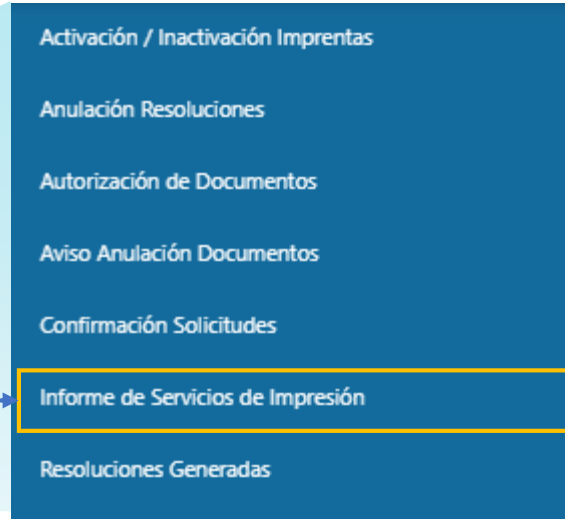 Activación / Inactivación Imprentas
Anulación Resoluciones
Autorización de Documentos
Aviso Anulación Documentos
Confirmación Solicitudes
Informe de Servicios de Impresión
Resoluciones Generadas